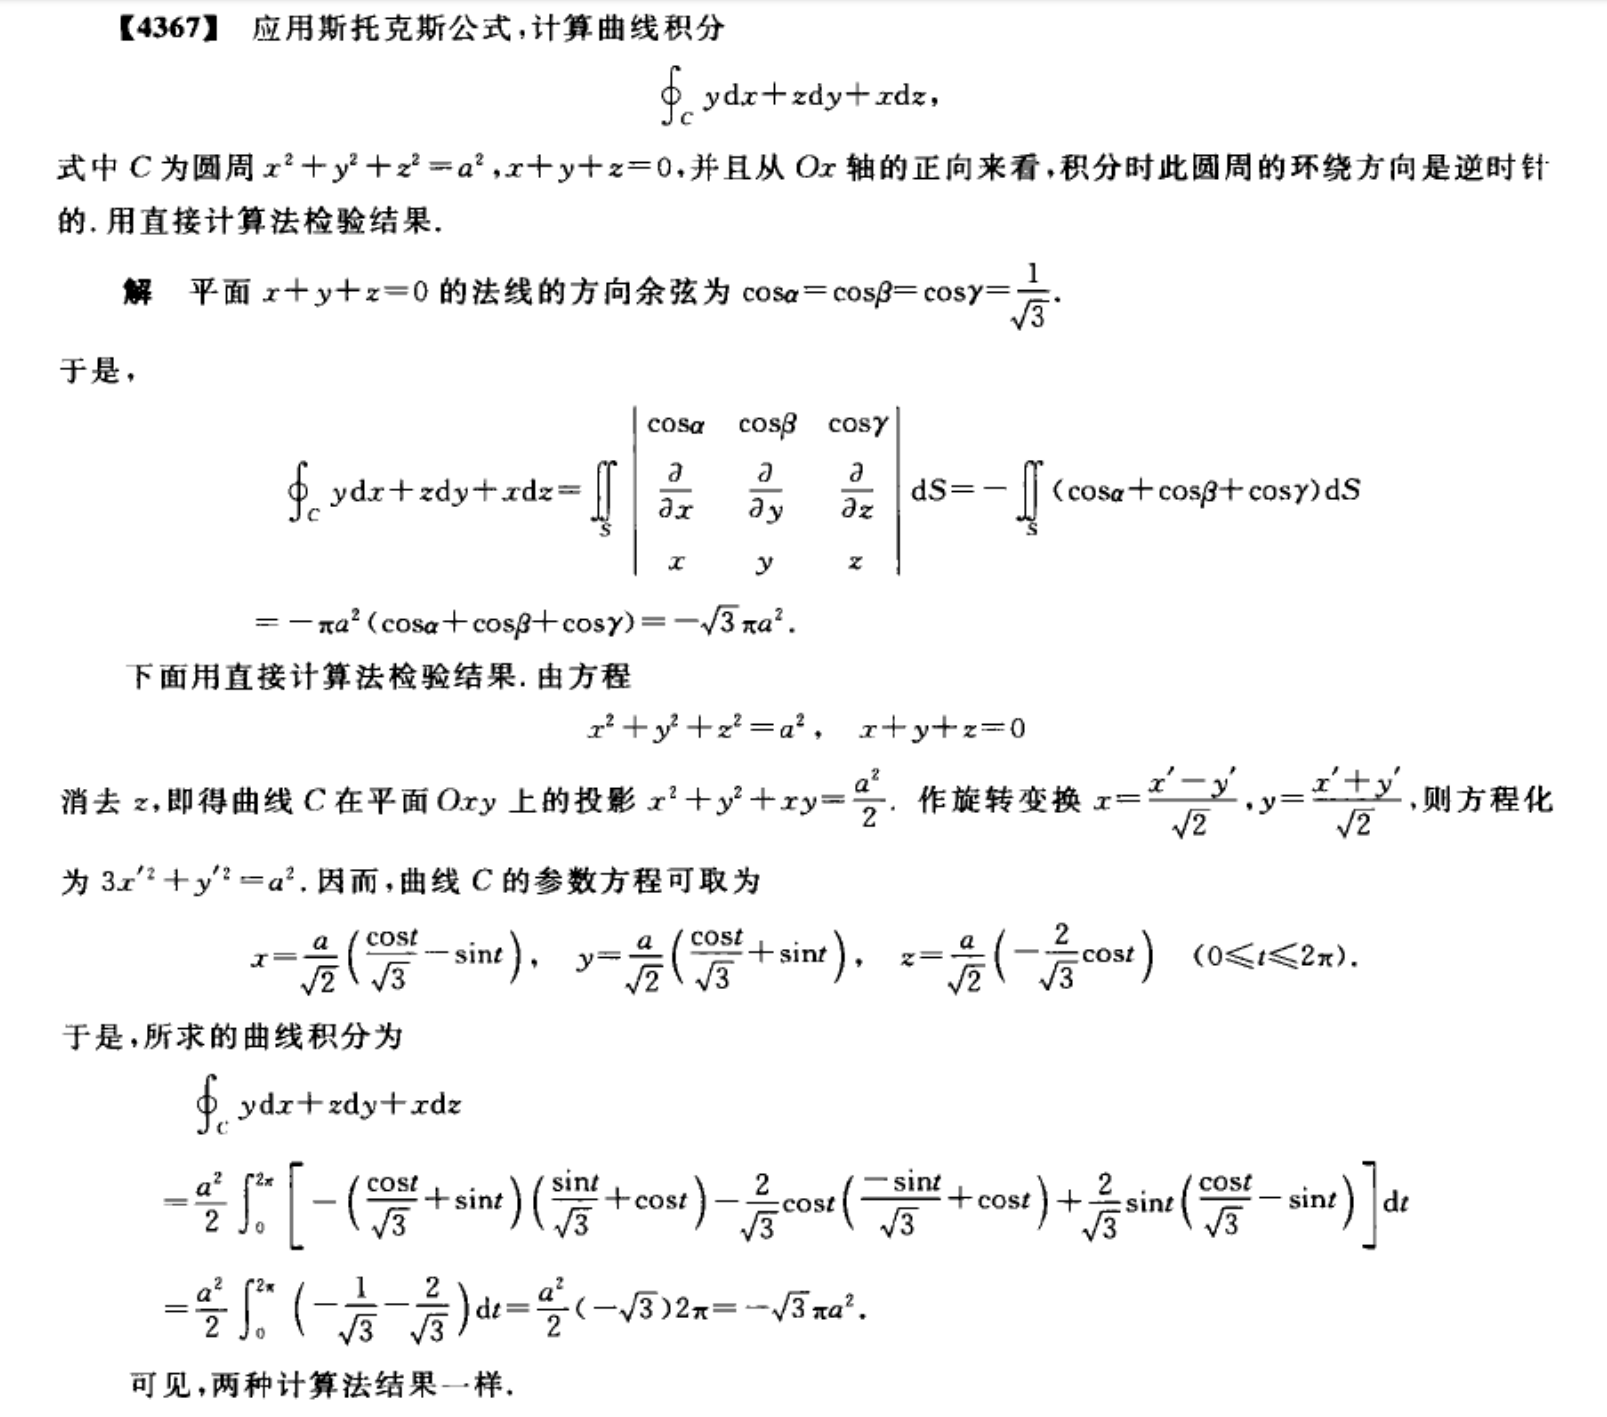 【4367】 应用斯托克斯公式,计算曲线积分
∮_C ydx+zdy+xdz,
式中 C 为圆周 x²+y²+z²=a²,x+y+z=0,并且从 Ox 轴的正向来看,积分时此圆周的环绕方向是逆时针
的. 用直接计算法检验结果.
解 平面 x+y+z=0 的法线的方向余弦为 cosα=cosβ=cosγ=1/√3.
于是,
∮_C ydx+zdy+xdz=∬_S |cosα cosβ cosγ; ∂/∂x ∂/∂y ∂/∂z; x y z| dS=-∬_S (cosα+cosβ+cosγ)dS
=-πa²(cosα+cosβ+cosγ)=-√3πa².
下面用直接计算法检验结果. 由方程
x²+y²+z²=a², x+y+z=0
消去 z,即得曲线 C 在平面 Oxy 上的投影 x²+y²+xy=a²/2. 作旋转变换 x=(x′-y′)/√2,y=(x′+y′)/√2,则方程化
为 3x′²+y′²=a². 因而,曲线 C 的参数方程可取为
x=a/√2(cost/√3-sint), y=a/√2(cost/√3+sint), z=a/√2(-2/√3cost) (0≤t≤2π).
于是,所求的曲线积分为
∮_C ydx+zdy+xdz
=a²/2∫_0^{2π}[-(cost/√3+sint)(sint/√3+cost)-2/√3cost(-sint/√3+cost)+2/√3sint(cost/√3-sint)]dt
=a²/2∫_0^{2π}(-1/√3-2/√3)dt=a²/2(-√3)2π=-√3πa².
可见,两种计算法结果一样.